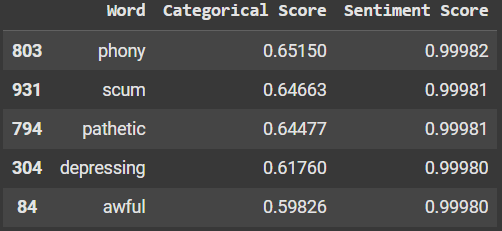 Word Categorical Score Sentiment Score
803 phony 0.65150 0.99982
931 scum 0.64663 0.99981
794 pathetic 0.64477 0.99981
304 depressing 0.61760 0.99980
84 awful 0.59826 0.99980